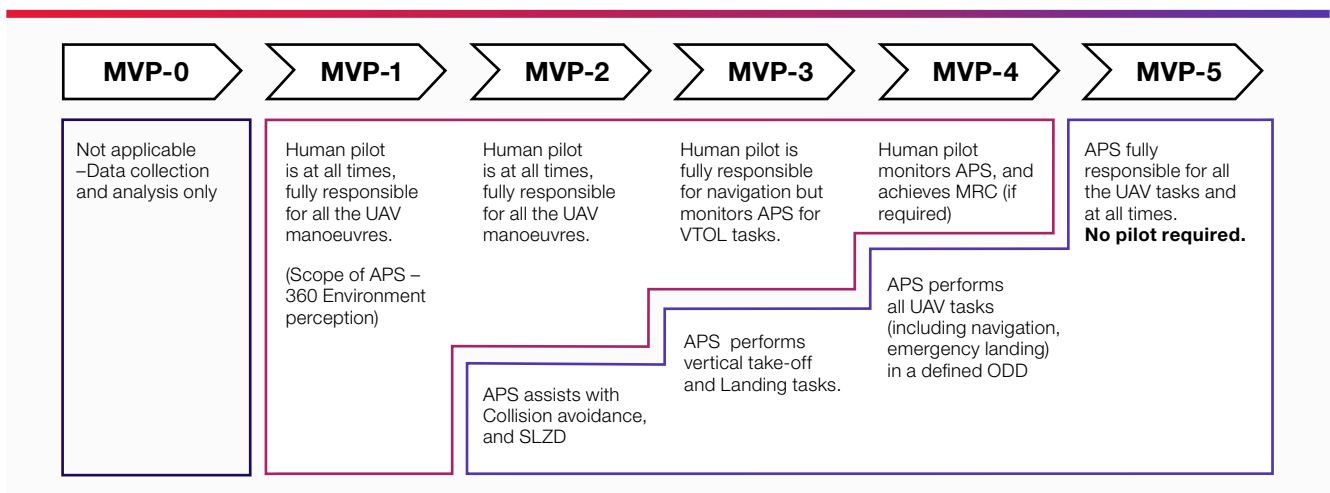 MVP-0
MVP-1
MVP-2
MVP-3
MVP-4
MVP-5
Not applicable
–Data collection
and analysis only
Human pilot
is at all times,
fully responsible
for all the UAV
manoeuvres.
(Scope of APS –
360 Environment
perception)
Human pilot
is at all times,
fully responsible
for all the UAV
manoeuvres.
APS assists with
Collision avoidance,
and SLZD
Human pilot is
fully responsible
for navigation but
monitors APS for
VTOL tasks.
APS performs
vertical take-off
and Landing tasks.
Human pilot
monitors APS, and
achieves MRC (if
required)
APS performs
all UAV tasks
(including navigation,
emergency landing)
in a defined ODD
APS fully
responsible for all
the UAV tasks and
at all times.
No pilot required.